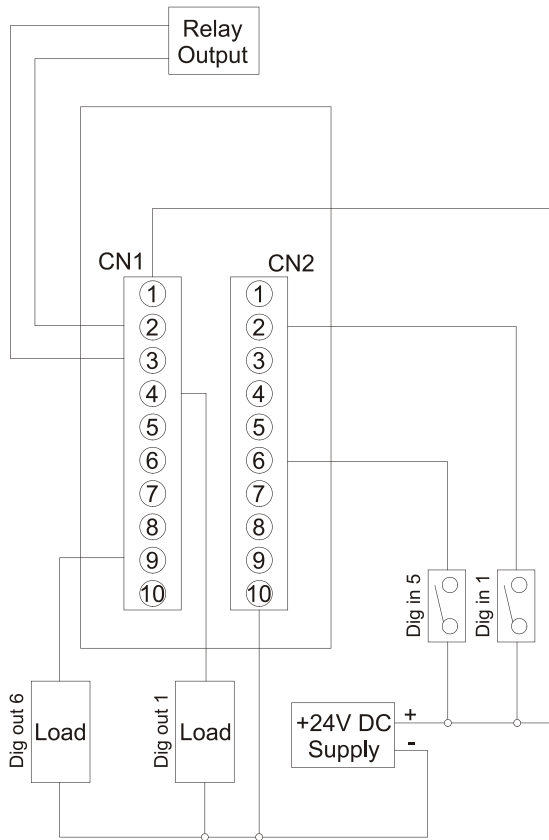 Relay
Output
CN1
CN2
1
2
3
4
5
6
7
8
9
10
1
2
3
4
5
6
7
8
9
10
Dig in 5
Dig in 1
Dig out 6
Load
Dig out 1
Load
+24V DC
Supply
+
-